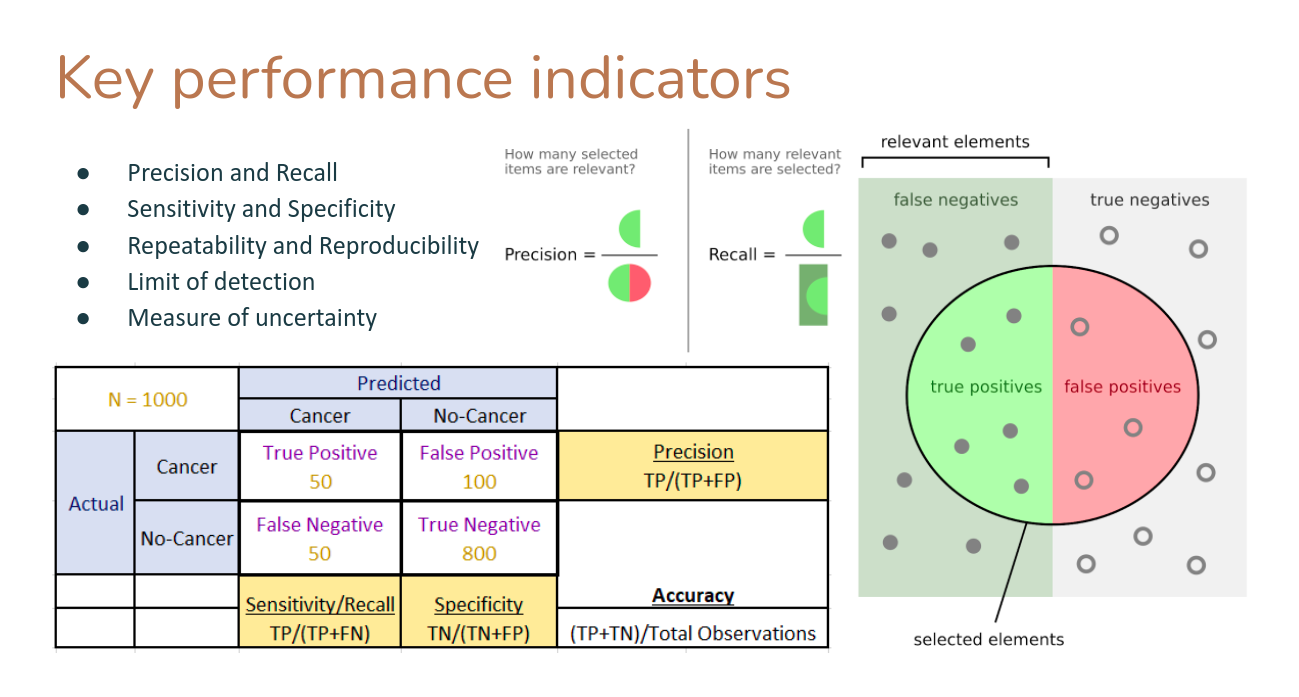 Key performance indicators
● Precision and Recall
● Sensitivity and Specificity
● Repeatability and Reproducibility
● Limit of detection
● Measure of uncertainty
How many selected
items are relevant?
Precision =
How many relevant
items are selected?
Recall =
relevant elements
false negatives
true negatives
true positives
false positives
selected elements
N = 1000
Predicted
Cancer
No-Cancer
Actual
Cancer
True Positive
50
False Positive
100
Precision
TP/(TP+FP)
No-Cancer
False Negative
50
True Negative
800
Sensitivity/Recall
TP/(TP+FN)
Specificity
TN/(TN+FP)
Accuracy
(TP+TN)/Total Observations